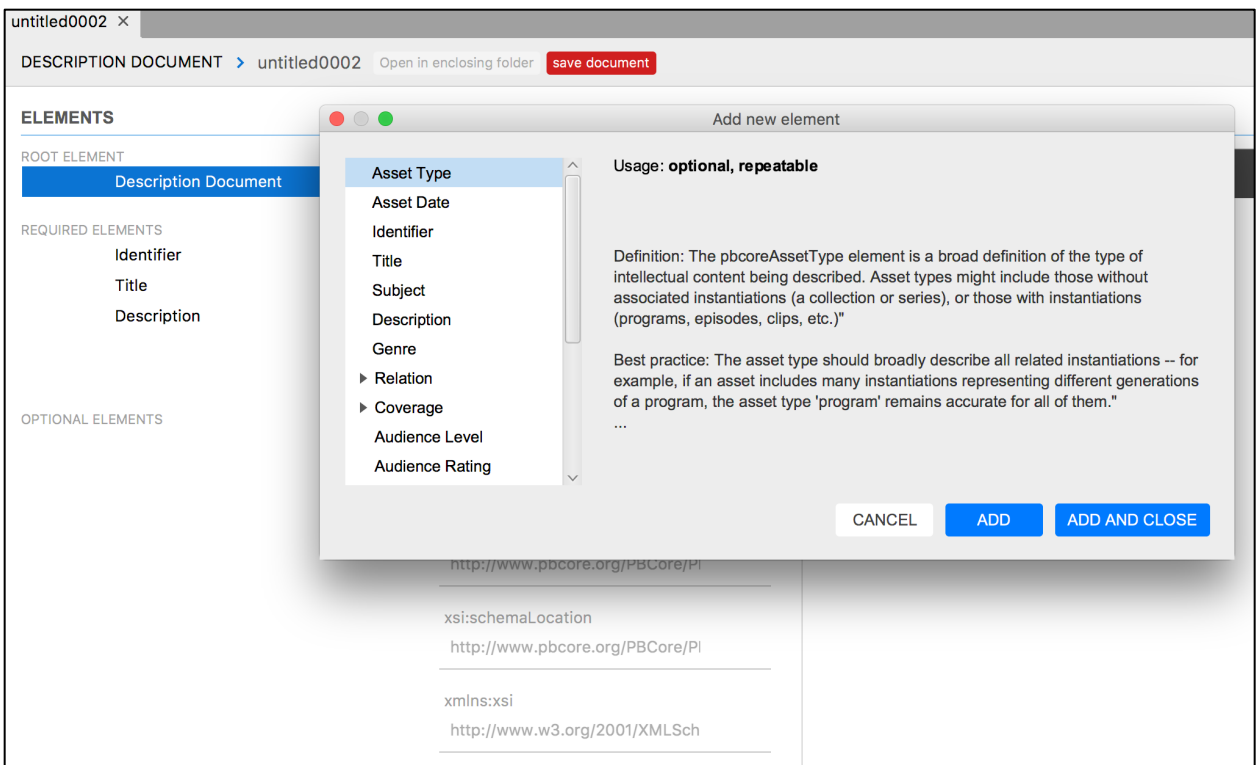 untitled0002 ×
DESCRIPTION DOCUMENT > untitled0002 Open in enclosing folder save document
ELEMENTS
ROOT ELEMENT
Description Document
REQUIRED ELEMENTS
Identifier
Title
Description
OPTIONAL ELEMENTS
Add new element
Asset Type
Asset Date
Identifier
Title
Subject
Description
Genre
Relation
Coverage
Audience Level
Audience Rating
Usage: optional, repeatable
Definition: The pbcoreAssetType element is a broad definition of the type of
intellectual content being described. Asset types might include those without
associated instantiations (a collection or series), or those with instantiations
(programs, episodes, clips, etc.)"
Best practice: The asset type should broadly describe all related instantiations -- for
example, if an asset includes many instantiations representing different generations
of a program, the asset type 'program' remains accurate for all of them."
...
CANCEL ADD ADD AND CLOSE
http://www.pbcore.org/PBCore/PI
xsi:schemaLocation
http://www.pbcore.org/PBCore/PI
xmlns:xsi
http://www.w3.org/2001/XMLSch